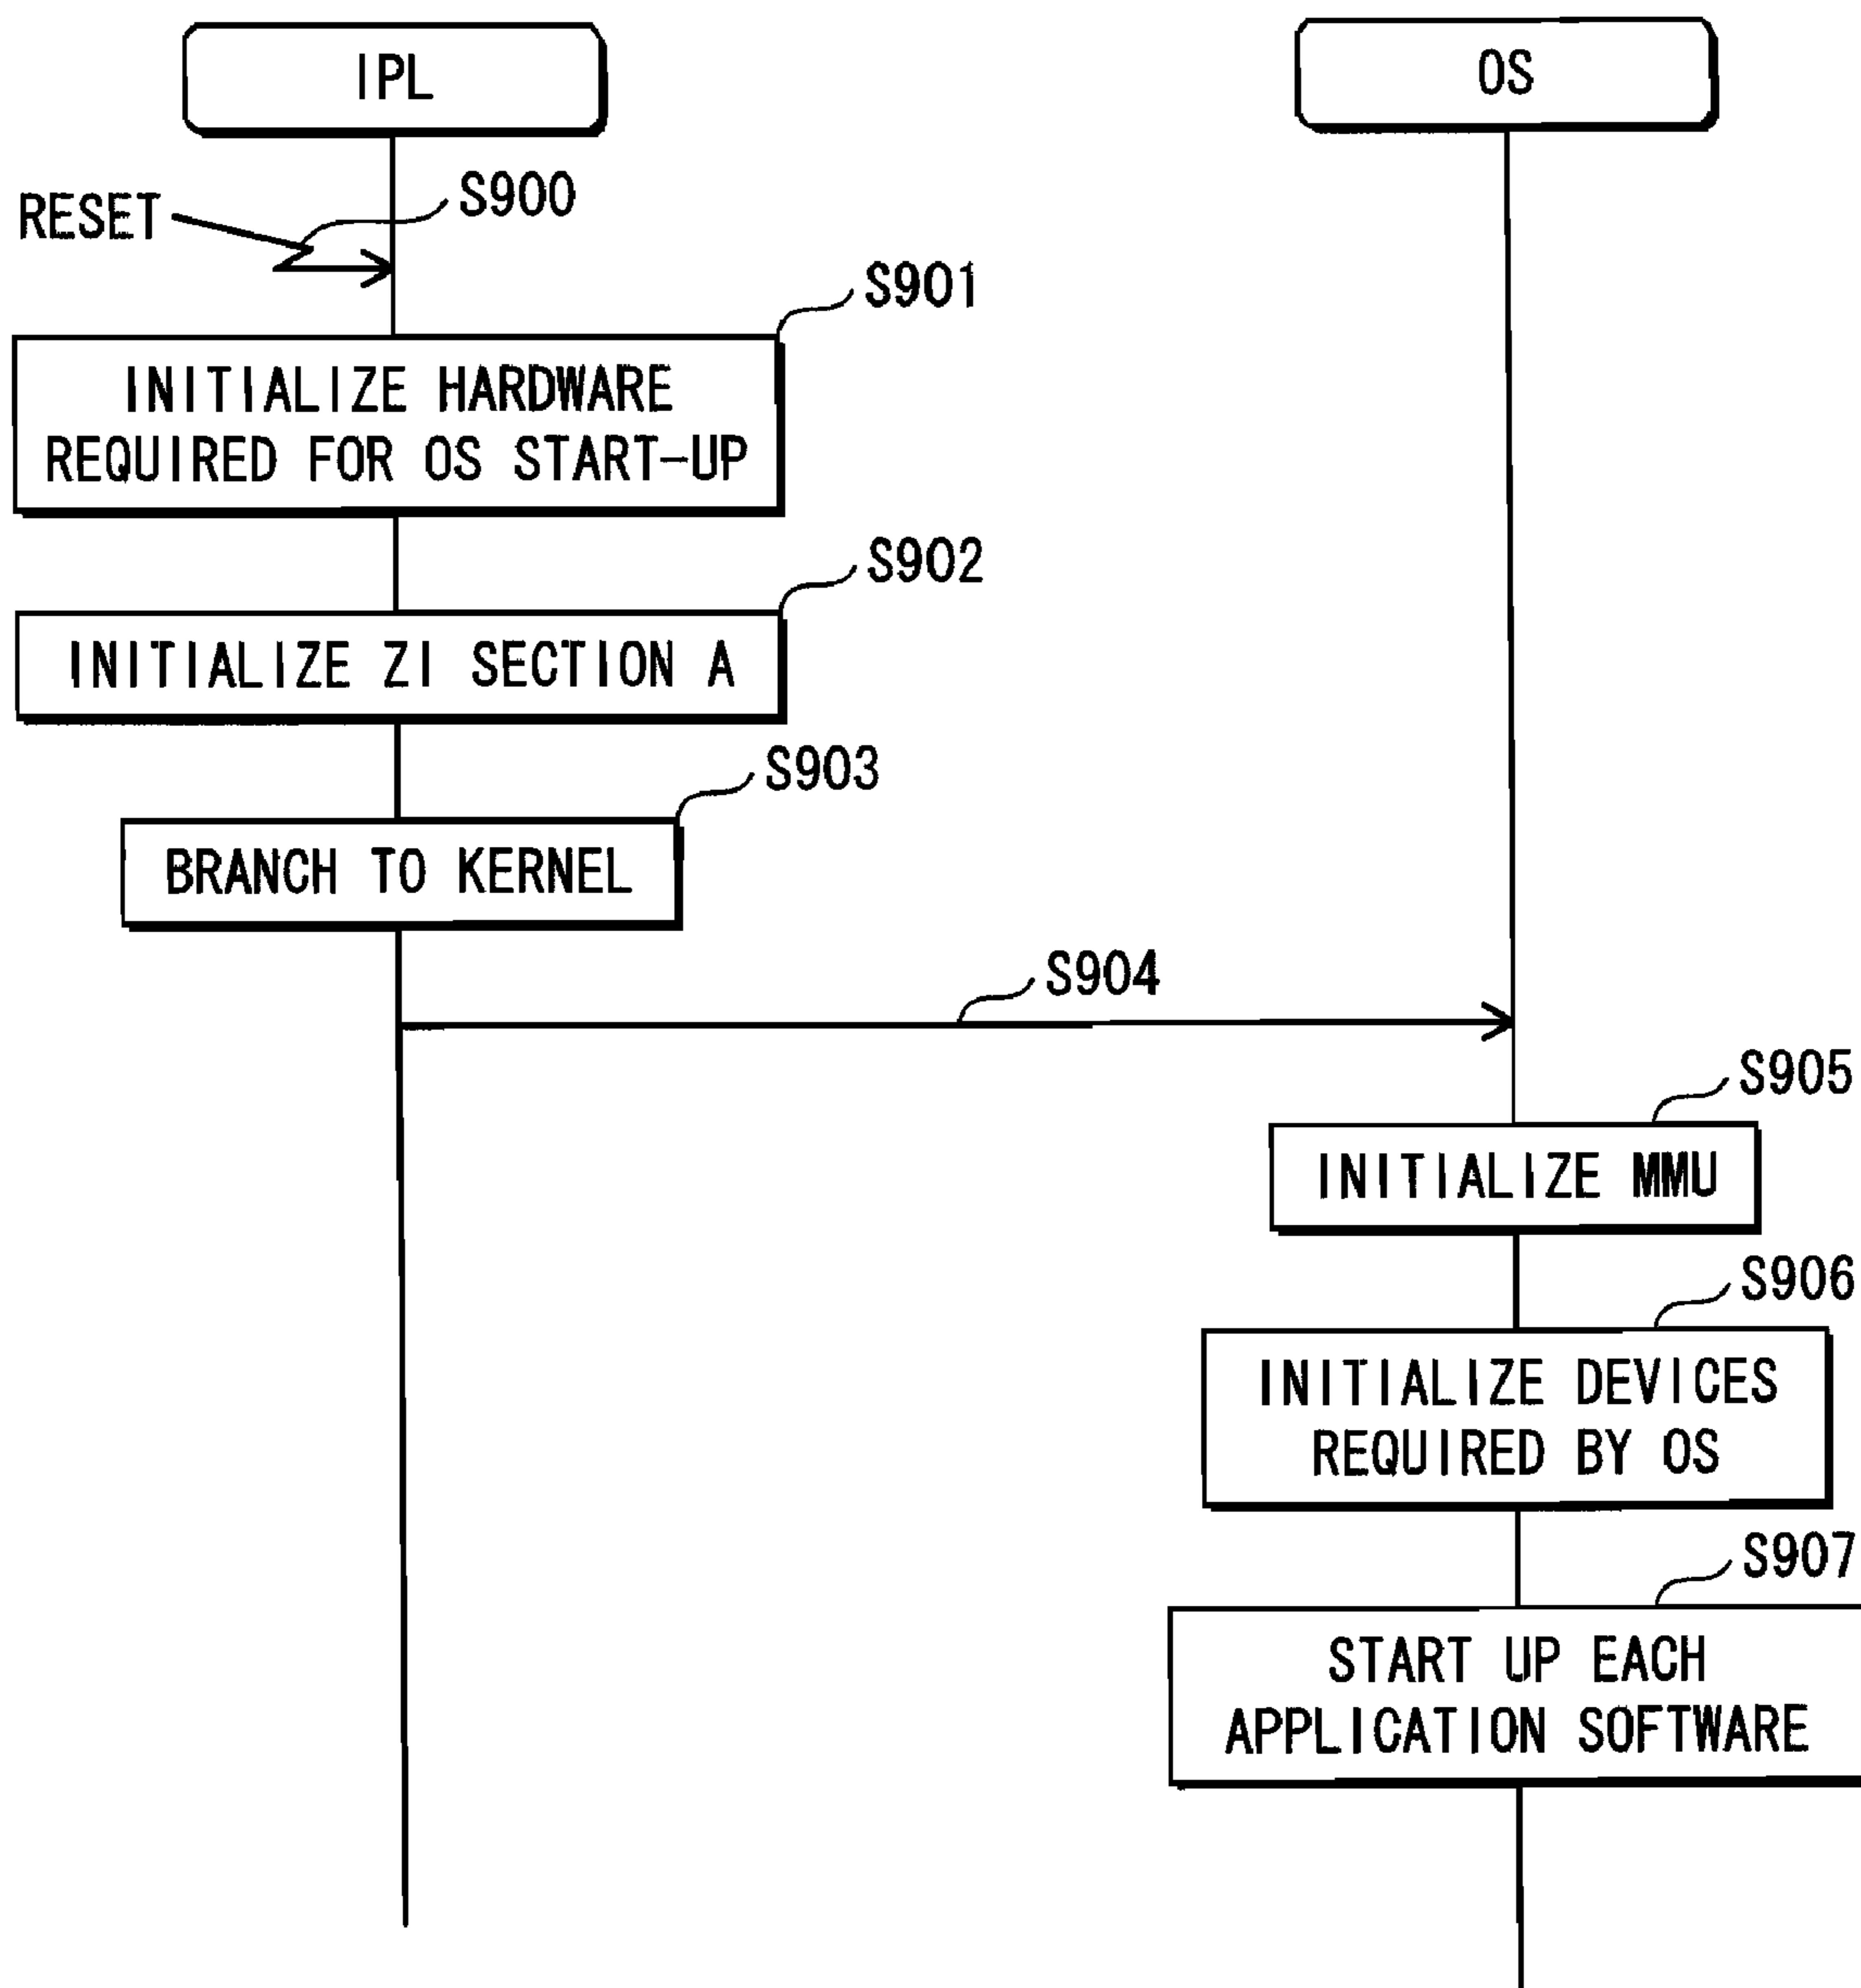 IPL
OS
RESET
S900
S901
INITIALIZE HARDWARE
REQUIRED FOR OS START-UP
S902
INITIALIZE ZI SECTION A
S903
BRANCH TO KERNEL
S904
S905
INITIALIZE MMU
S906
INITIALIZE DEVICES
REQUIRED BY OS
S907
START UP EACH
APPLICATION SOFTWARE